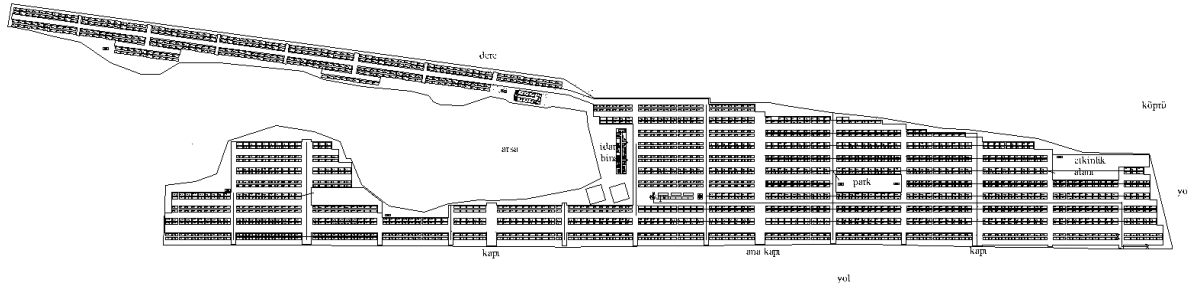 dere
köprü
arsa
idari
bina
etkinlik
alanı
park
yo
kapı
ana kapı
kapı
yol